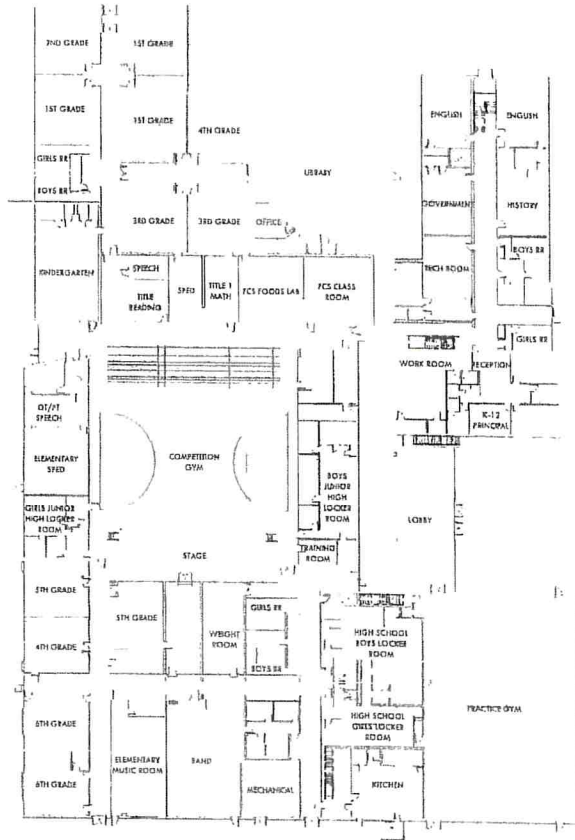 2ND GRADE
1ST GRADE
1ST GRADE
1ST GRADE
4TH GRADE
GIRLS RR
BOYS RR
LIBRARY
3RD GRADE
3RD GRADE
OFFICE
ENGLISH
ENGLISH
GOVERNMENT
HISTORY
BOYS RR
TECH ROOM
KINDERGARTEN
SPEECH
TITLE
READING
SPED
TITLE 1
MATH
FCS FOODS LAB
FCS CLASS
ROOM
WORK ROOM
RECEPTION
GIRLS RR
K-12
PRINCIPAL
OT/PT
SPEECH
ELEMENTARY
SPED
COMPETITION
GYM
BOYS
JUNIOR
HIGH
LOCKER
ROOM
LOBBY
GIRLS JUNIOR
HIGH LOCKER
ROOM
STAGE
TRAINING
ROOM
5TH GRADE
5TH GRADE
4TH GRADE
WEIGHT
ROOM
GIRLS RR
BOYS RR
HIGH SCHOOL
BOYS LOCKER
ROOM
PRACTICE GYM
HIGH SCHOOL
GIRLS LOCKER
ROOM
6TH GRADE
6TH GRADE
ELEMENTARY
MUSIC ROOM
BAND
MECHANICAL
KITCHEN